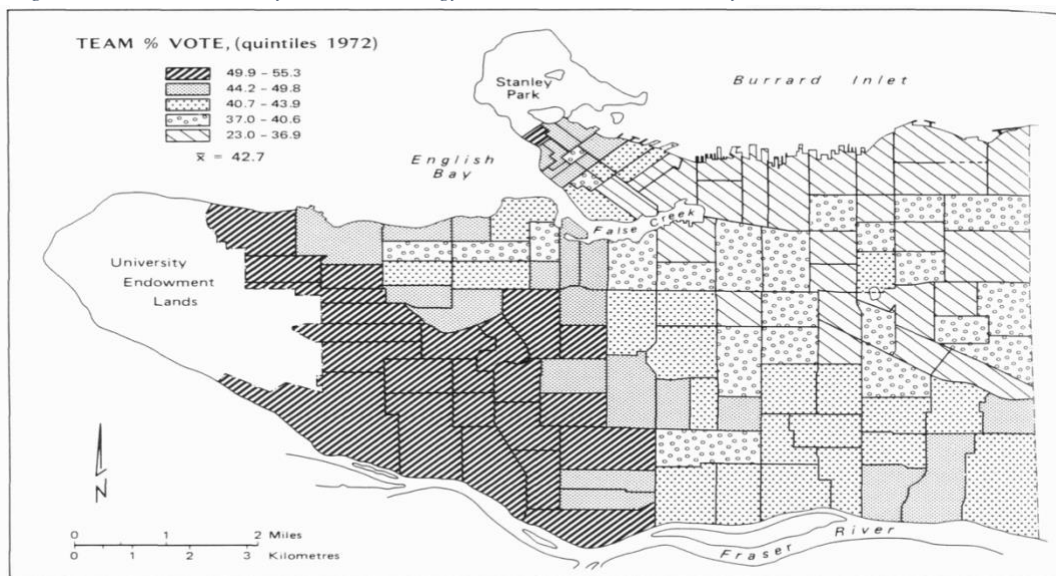 TEAM % VOTE, (quintiles 1972)
49.9 – 55.3
44.2 – 49.8
40.7 – 43.9
37.0 – 40.6
23.0 – 36.9
x̄ = 42.7
Stanley
Park
Burrard Inlet
English
Bay
False Creek
University
Endowment
Lands
N
0 1 2 Miles
0 1 2 3 Kilometres
Fraser River